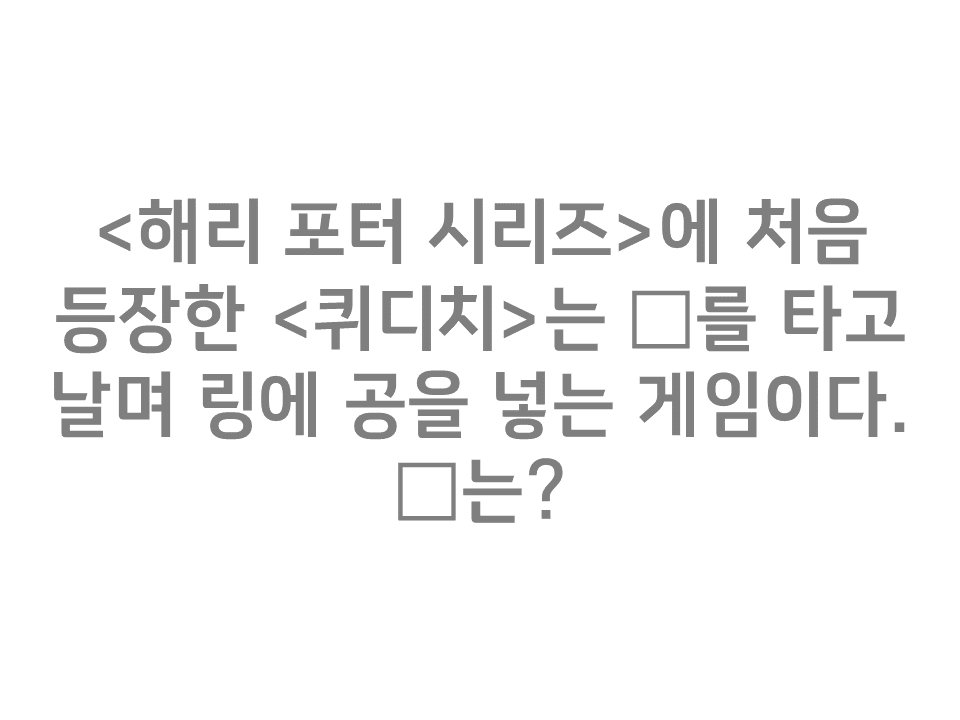 <해리 포터 시리즈>에 처음
등장한 <퀴디치>는 □를 타고
날며 링에 공을 넣는 게임이다.
□는?